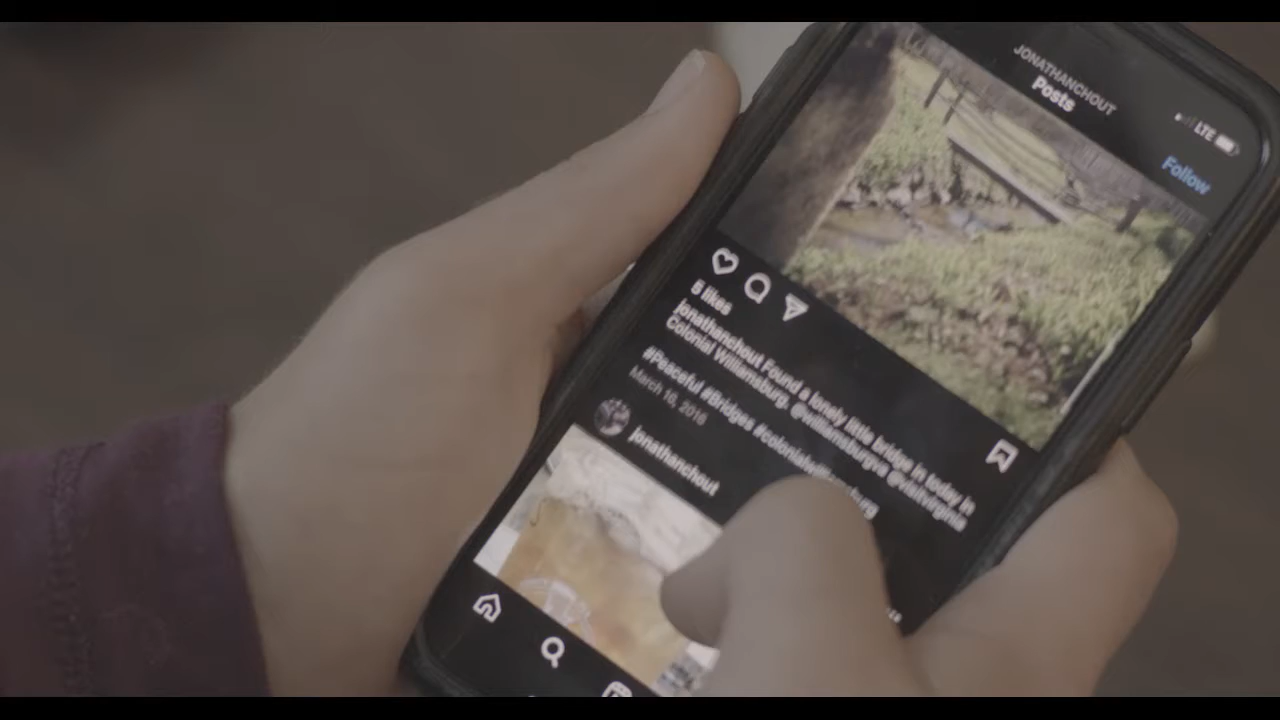 JONATHANCHOUT
Posts
LTE
Follow
5 likes
jonathanchout Found a lonely little bridge in today in
Colonial Williamsburg. @williamsburgva @visitvirginia
#Peaceful #Bridges
March 16, 2016
jonathanchout